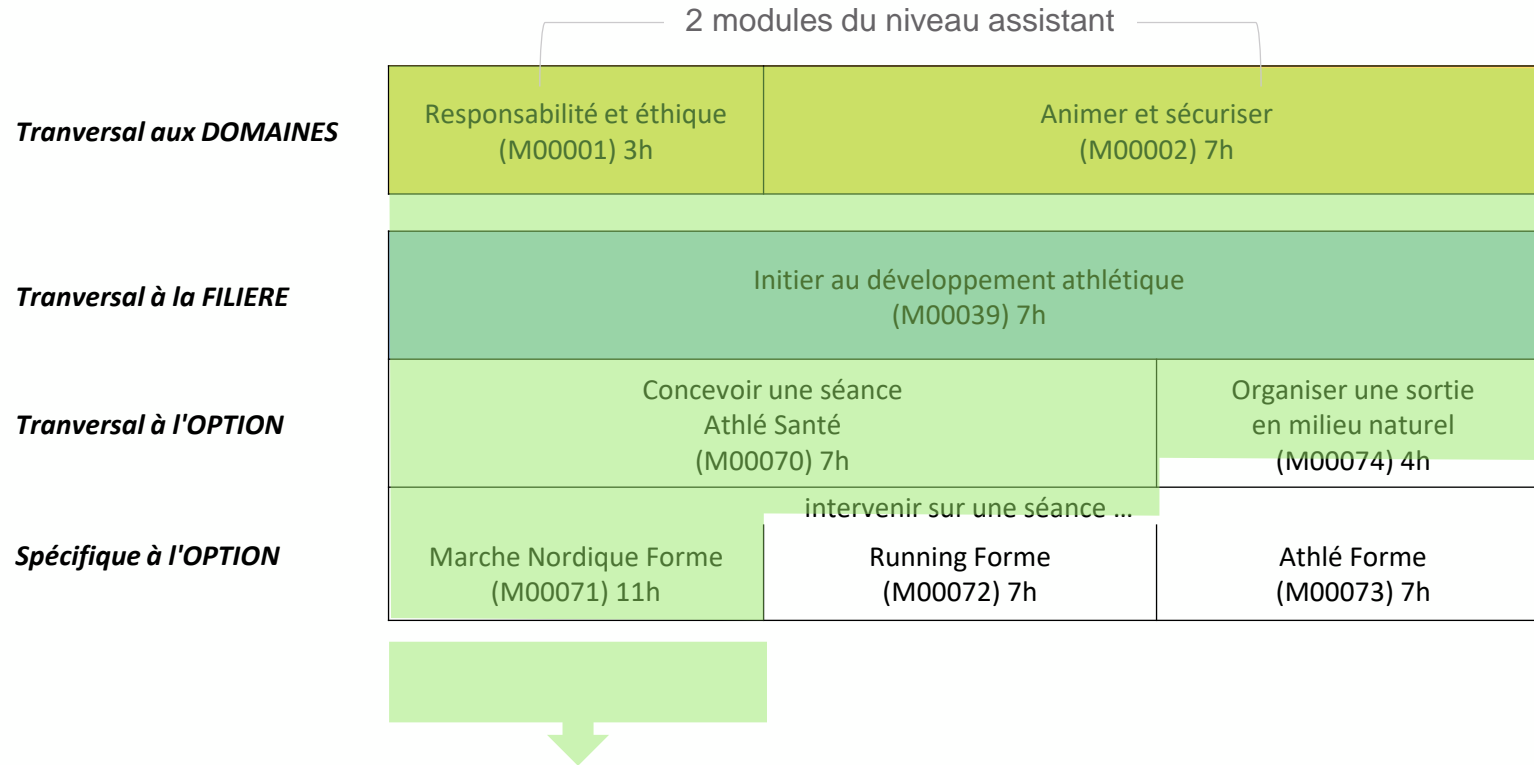 2 modules du niveau assistant
Tranversal aux DOMAINES
Responsabilité et éthique
(M00001) 3h
Animer et sécuriser
(M00002) 7h
Tranversal à la FILIERE
Initier au développement athlétique
(M00039) 7h
Tranversal à l'OPTION
Concevoir une séance
Athlé Santé
(M00070) 7h
Organiser une sortie
en milieu naturel
(M00074) 4h
Spécifique à l'OPTION
intervenir sur une séance ...
Marche Nordique Forme
(M00071) 11h
Running Forme
(M00072) 7h
Athlé Forme
(M00073) 7h